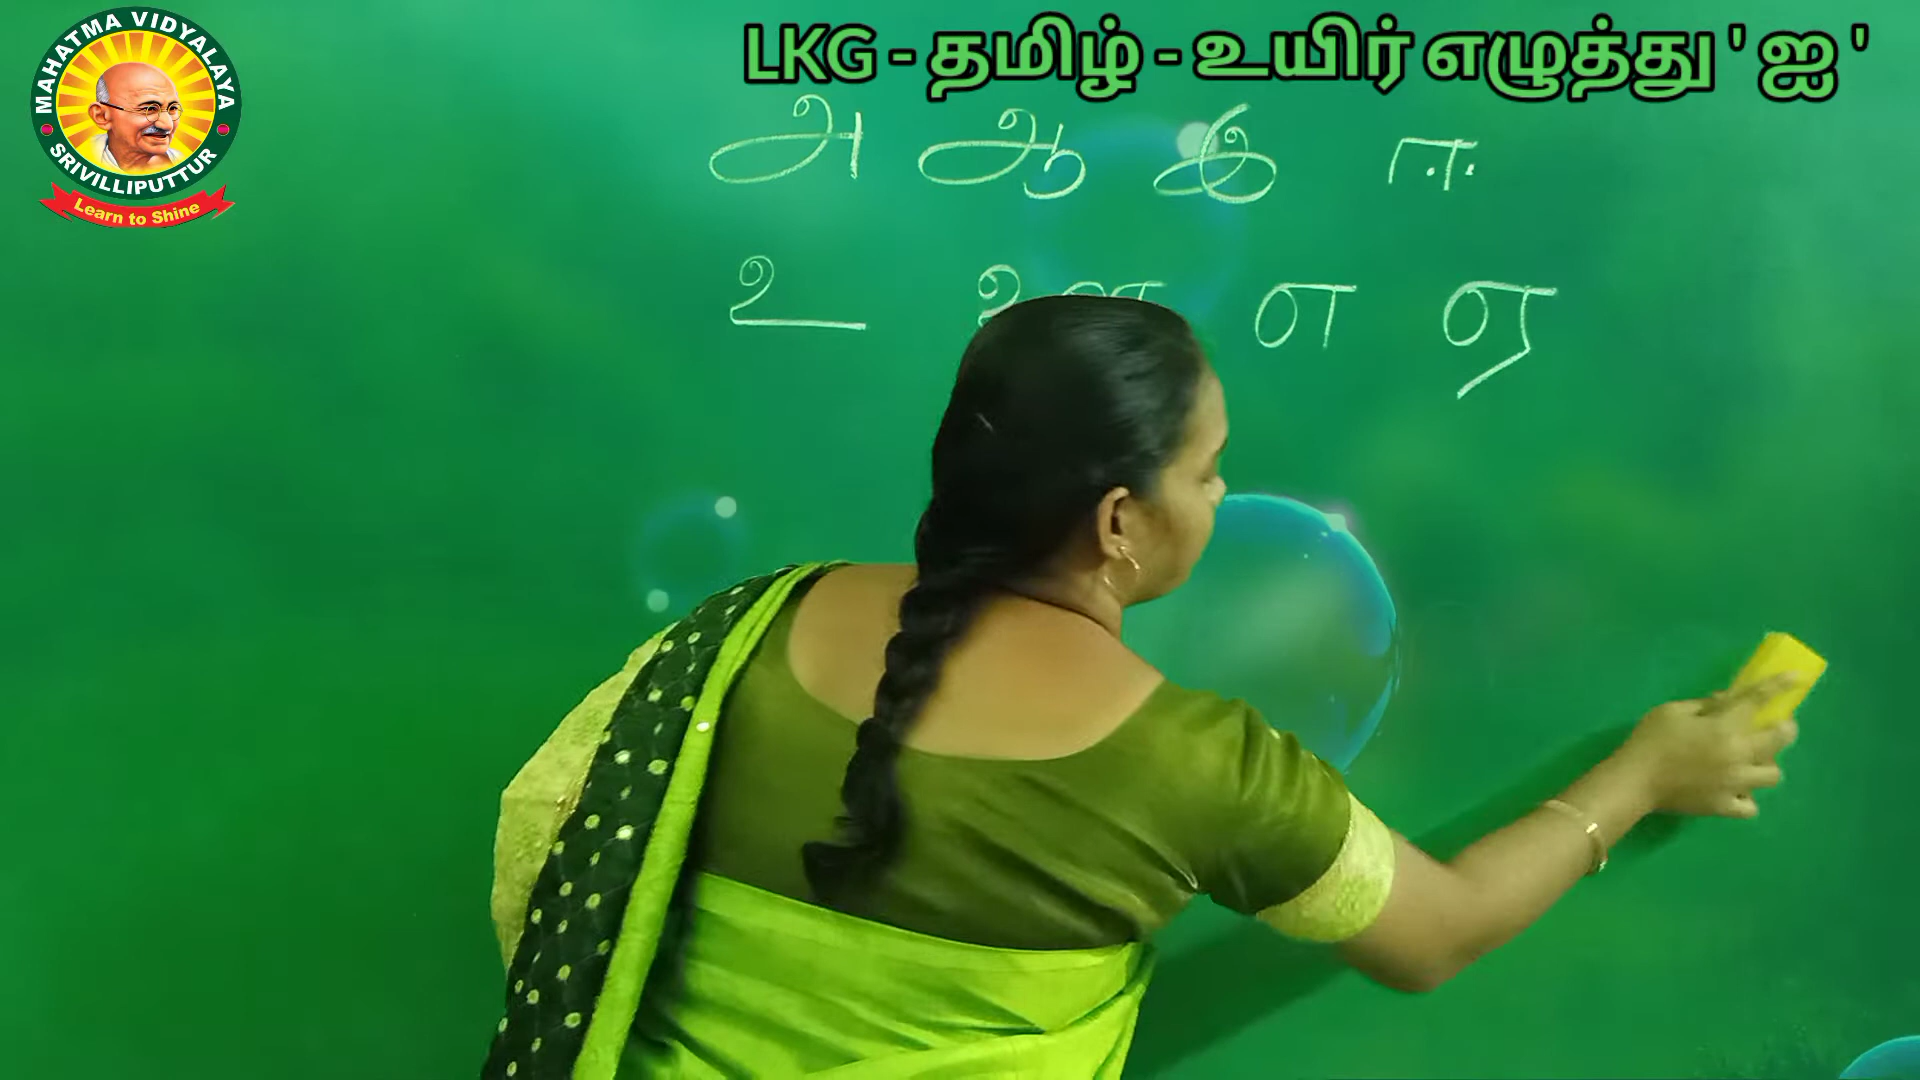 MAHATMA VIDYALAYA
SRIVILLIPUTTUR
Learn to Shine
LKG - தமிழ் - உயிர் எழுத்து ' ஐ '
அ ஆ இ ஈ
உ ஊ எ ஏ